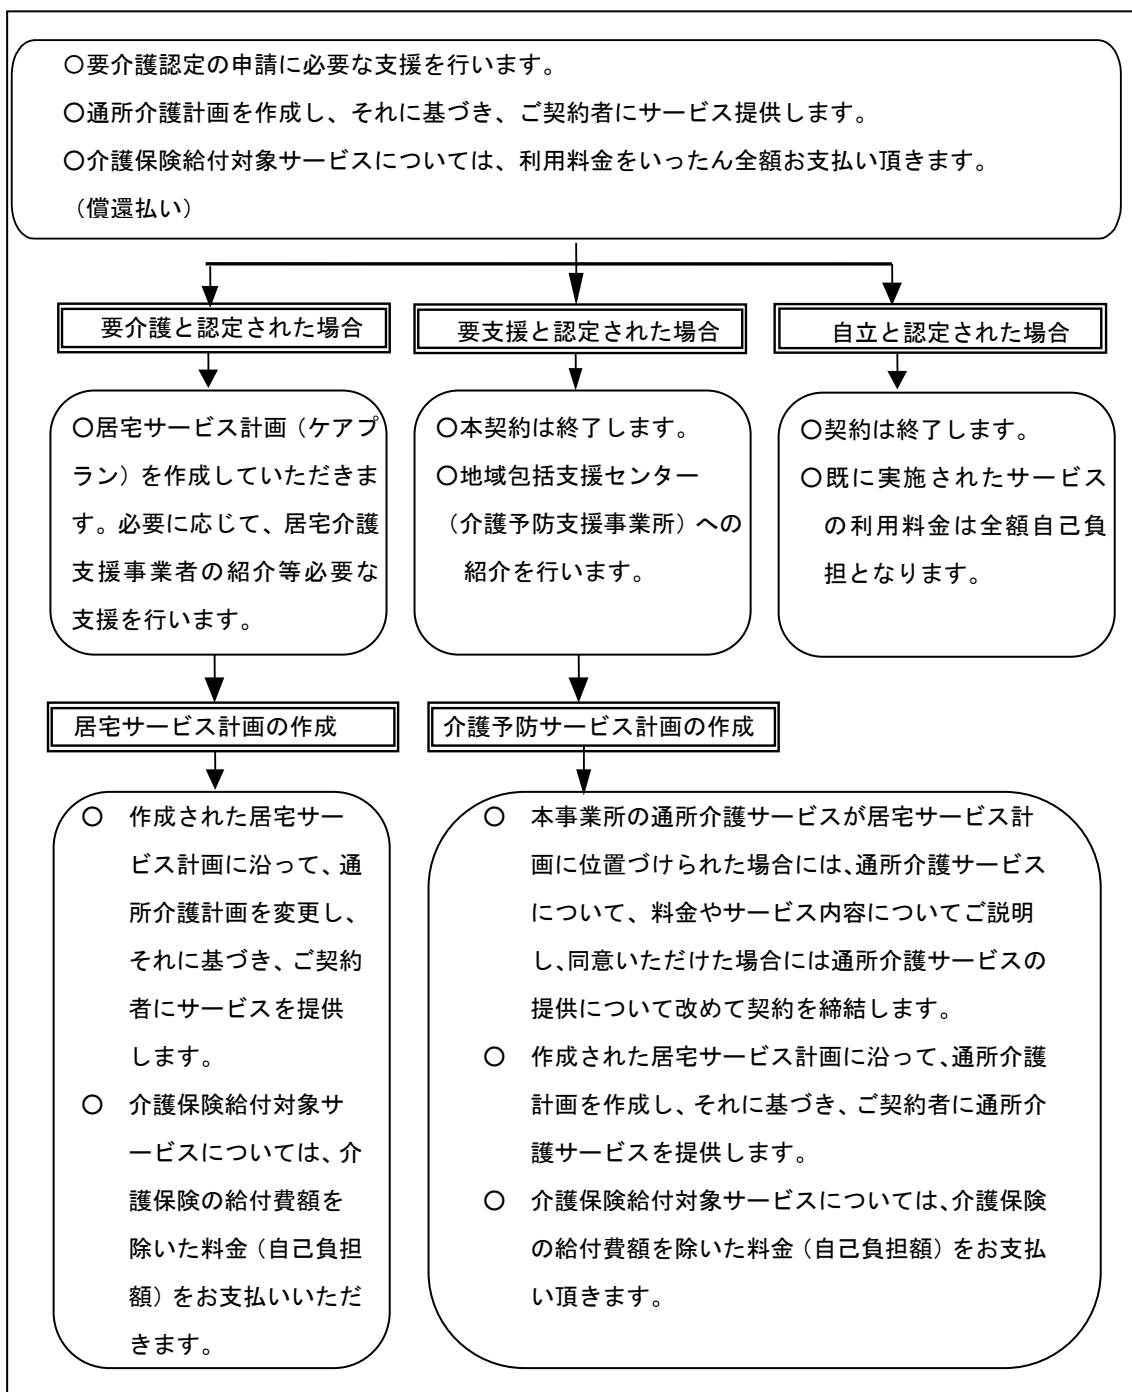 ○要介護認定の申請に必要な支援を行います。
○通所介護計画を作成し、それに基づき、ご契約者にサービス提供します。
○介護保険給付対象サービスについては、利用料金をいったん全額お支払い頂きます。
（償還払い）
要介護と認定された場合
要支援と認定された場合
自立と認定された場合
○居宅サービス計画（ケアプ
ラン）を作成していただきま
す。必要に応じて、居宅介護
支援事業者の紹介等必要な
支援を行います。
○本契約は終了します。
○地域包括支援センター
（介護予防支援事業所）への
紹介を行います。
○契約は終了します。
○既に実施されたサービス
の利用料金は全額自己負
担となります。
居宅サービス計画の作成
介護予防サービス計画の作成
○ 作成された居宅サー
ビス計画に沿って、通
所介護計画を変更し、
それに基づき、ご契約
者にサービスを提供
します。
○ 介護保険給付対象サ
ービスについては、介
護保険の給付費額を
除いた料金（自己負担
額）をお支払いいただ
きます。
○ 本事業所の通所介護サービスが居宅サービス計
画に位置づけられた場合には、通所介護サービス
について、料金やサービス内容についてご説明
し、同意いただけた場合には通所介護サービスの
提供について改めて契約を締結します。
○ 作成された居宅サービス計画に沿って、通所介護
計画を作成し、それに基づき、ご契約者に通所介
護サービスを提供します。
○ 介護保険給付対象サービスについては、介護保険
の給付費額を除いた料金（自己負担額）をお支払
い頂きます。